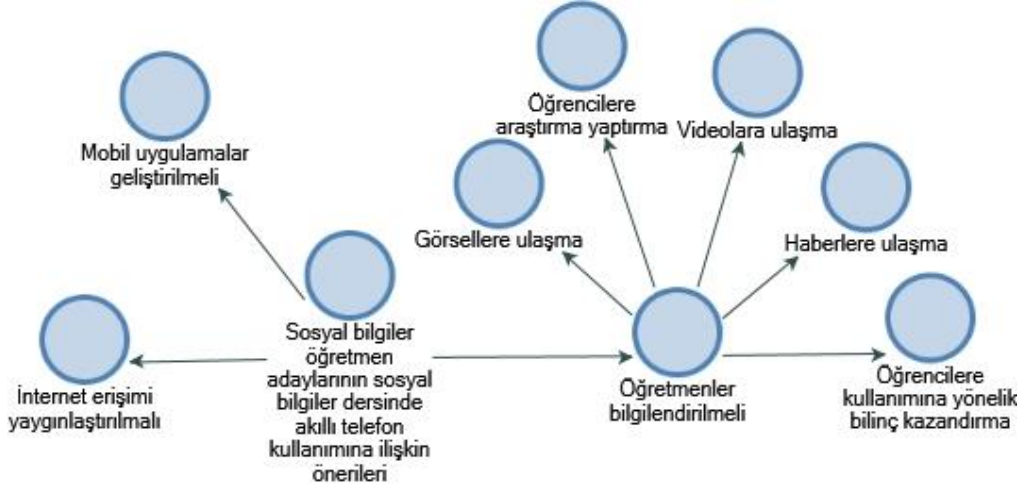 Öğrencilere
araştırma yaptırma
Videolara ulaşma
Mobil uygulamalar
geliştirilmeli
Görsellere ulaşma
Haberlere ulaşma
Sosyal bilgiler
öğretmen
adaylarının sosyal
bilgiler dersinde
akıllı telefon
kullanımına ilişkin
önerileri
İnternet erişimi
yaygınlaştırılmalı
Öğretmenler
bilgilendirilmeli
Öğrencilere
kullanımına yönelik
bilinç kazandırma